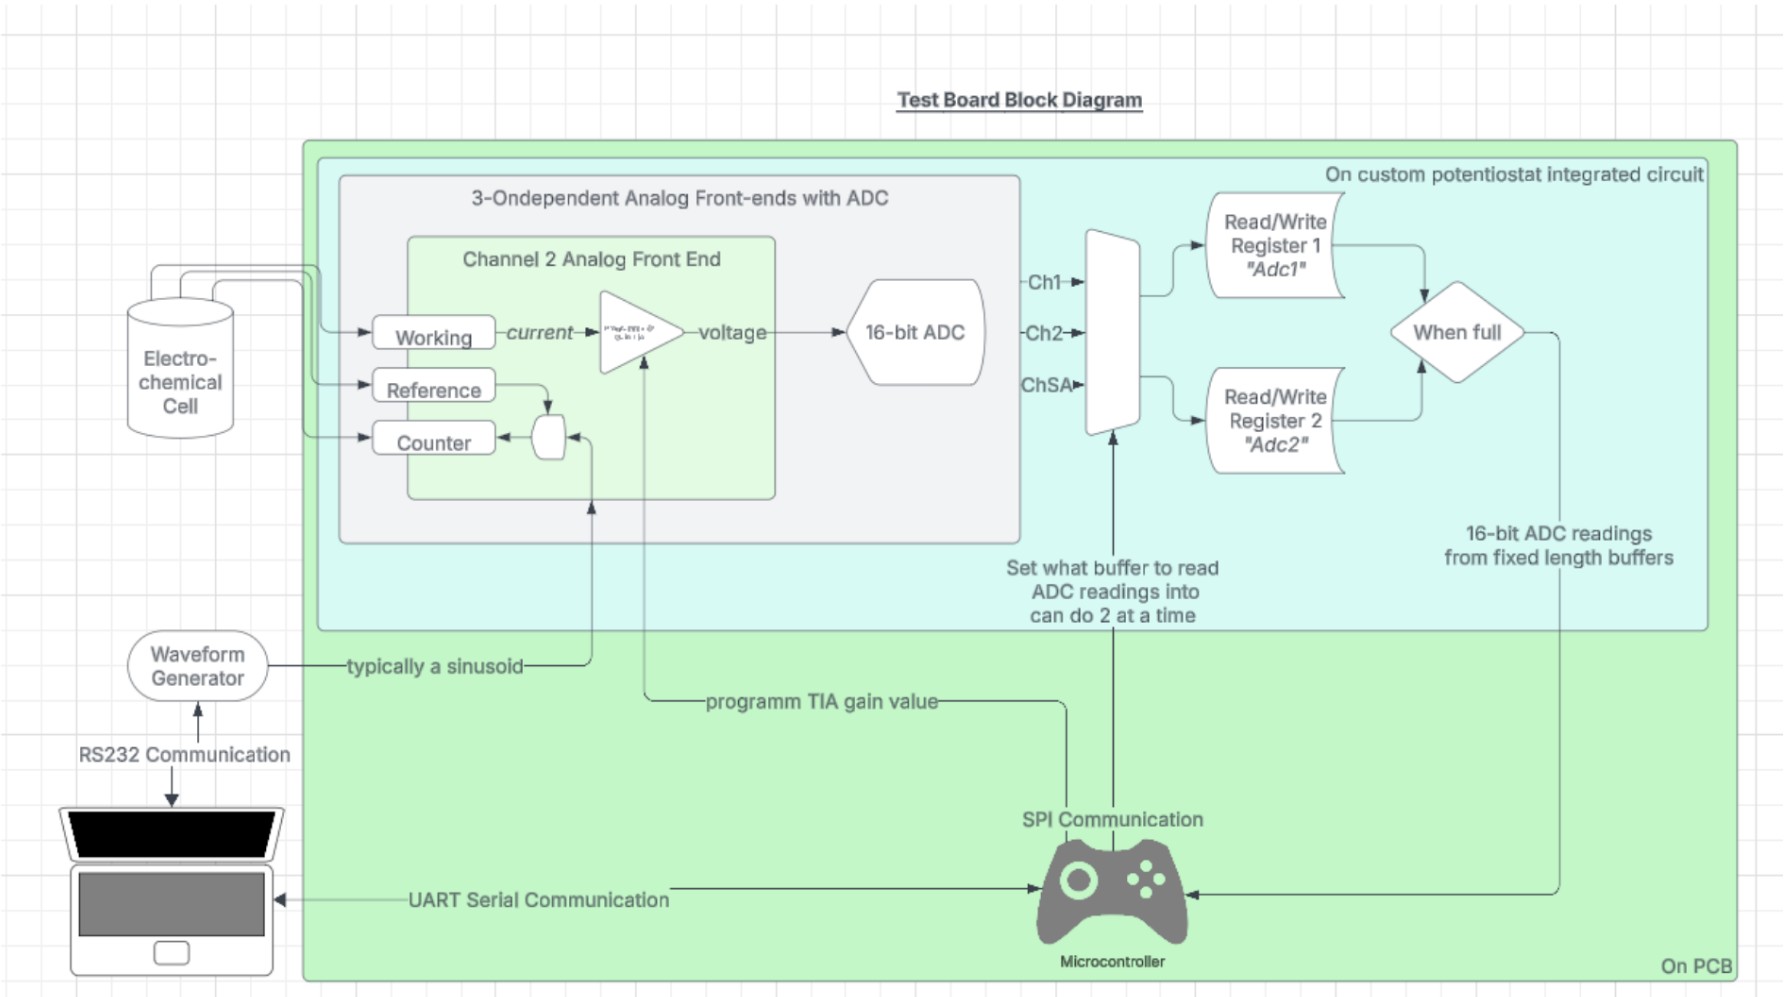 Test Board Block Diagram
On custom potentiostat integrated circuit
3-Ondependent Analog Front-ends with ADC
Channel 2 Analog Front End
Electro-
chemical
Cell
Working
current
voltage
16-bit ADC
Reference
Counter
Ch1
Ch2
ChSA
Read/Write
Register 1
"Adc1"
Read/Write
Register 2
"Adc2"
When full
16-bit ADC readings
from fixed length buffers
Set what buffer to read
ADC readings into
can do 2 at a time
Waveform
Generator
typically a sinusoid
programm TIA gain value
RS232 Communication
SPI Communication
UART Serial Communication
Microcontroller
On PCB